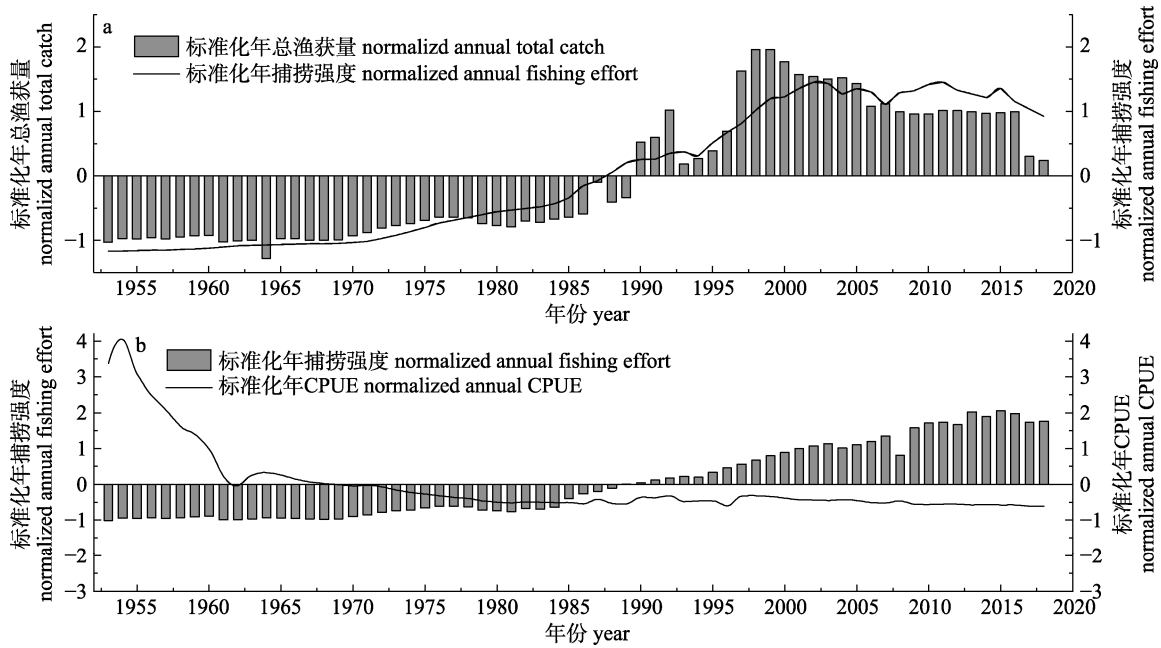 a
标准化年总渔获量 normalizd annual total catch
标准化年捕捞强度 normalized annual fishing effort
标准化年总渔获量
normalizd annual total catch
2
1
0
−1
2
1
0
−1
标准化年捕捞强度
normalized annual fishing effort
1955 1960 1965 1970 1975 1980 1985 1990 1995 2000 2005 2010 2015 2020
年份 year
b
标准化年捕捞强度 normalized annual fishing effort
标准化年CPUE normalized annual CPUE
标准化年捕捞强度
normalized annual fishing effort
4
3
2
1
0
−1
−2
−3
4
3
2
1
0
−1
−2
−3
标准化年CPUE
normalized annual CPUE
1955 1960 1965 1970 1975 1980 1985 1990 1995 2000 2005 2010 2015 2020
年份 year